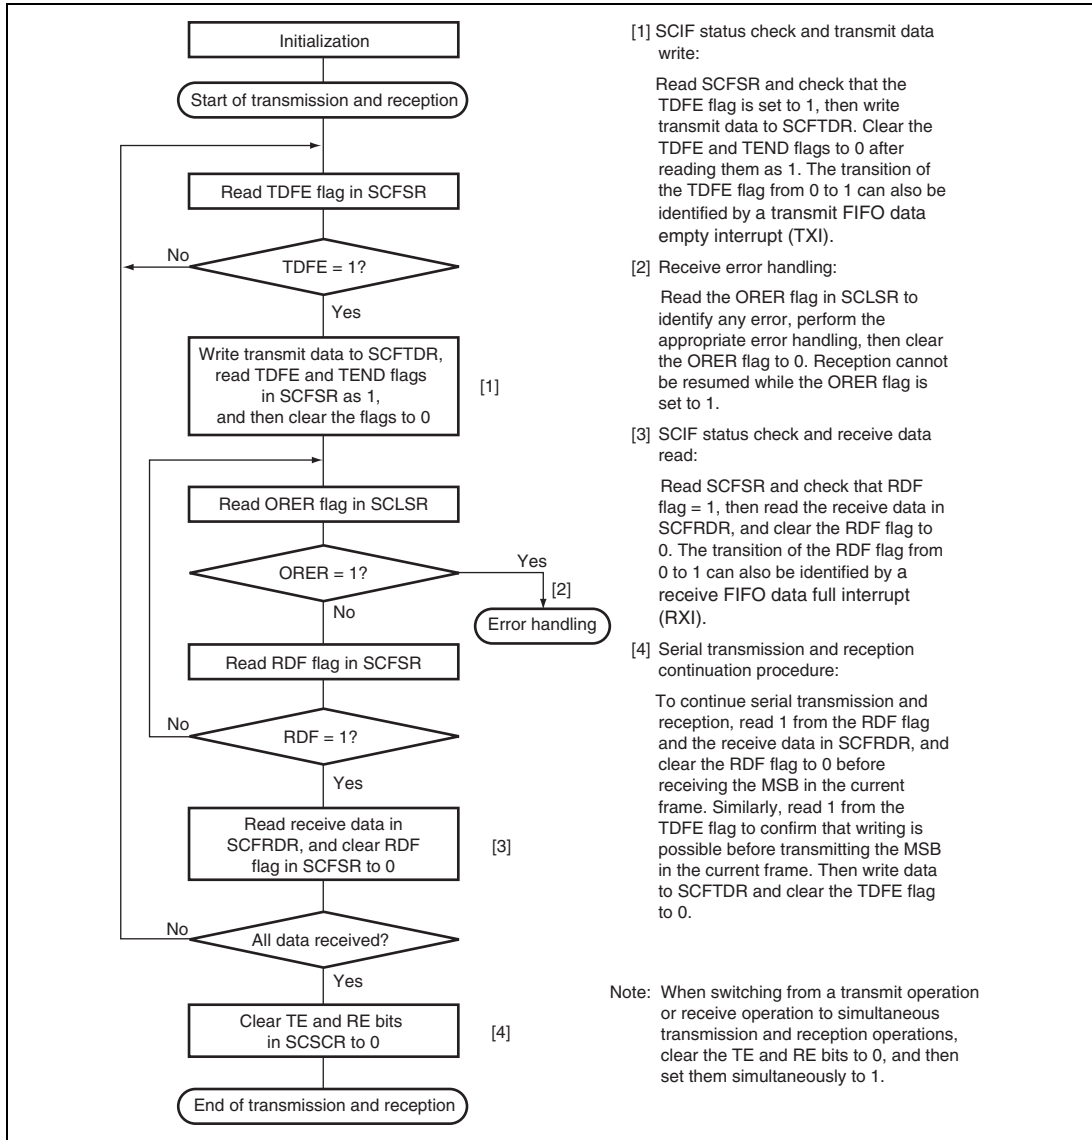 Initialization
Start of transmission and reception
Read TDFE flag in SCFSR
No
TDFE = 1?
Yes
Write transmit data to SCFTDR,
read TDFE and TEND flags
in SCFSR as 1,
and then clear the flags to 0
[1]
Read ORER flag in SCLSR
ORER = 1?
Yes
[2]
No
Error handling
Read RDF flag in SCFSR
No
RDF = 1?
Yes
Read receive data in
SCFRDR, and clear RDF
flag in SCFSR to 0
[3]
No
All data received?
Yes
Clear TE and RE bits
in SCSCR to 0
[4]
End of transmission and reception
[1] SCIF status check and transmit data
write:
Read SCFSR and check that the
TDFE flag is set to 1, then write
transmit data to SCFTDR. Clear the
TDFE and TEND flags to 0 after
reading them as 1. The transition of
the TDFE flag from 0 to 1 can also be
identified by a transmit FIFO data
empty interrupt (TXI).
[2] Receive error handling:
Read the ORER flag in SCLSR to
identify any error, perform the
appropriate error handling, then clear
the ORER flag to 0. Reception cannot
be resumed while the ORER flag is
set to 1.
[3] SCIF status check and receive data
read:
Read SCFSR and check that RDF
flag = 1, then read the receive data in
SCFRDR, and clear the RDF flag to
0. The transition of the RDF flag from
0 to 1 can also be identified by a
receive FIFO data full interrupt
(RXI).
[4] Serial transmission and reception
continuation procedure:
To continue serial transmission and
reception, read 1 from the RDF flag
and the receive data in SCFRDR, and
clear the RDF flag to 0 before
receiving the MSB in the current
frame. Similarly, read 1 from the
TDFE flag to confirm that writing is
possible before transmitting the MSB
in the current frame. Then write data
to SCFTDR and clear the TDFE flag
to 0.
Note: When switching from a transmit operation
or receive operation to simultaneous
transmission and reception operations,
clear the TE and RE bits to 0, and then
set them simultaneously to 1.